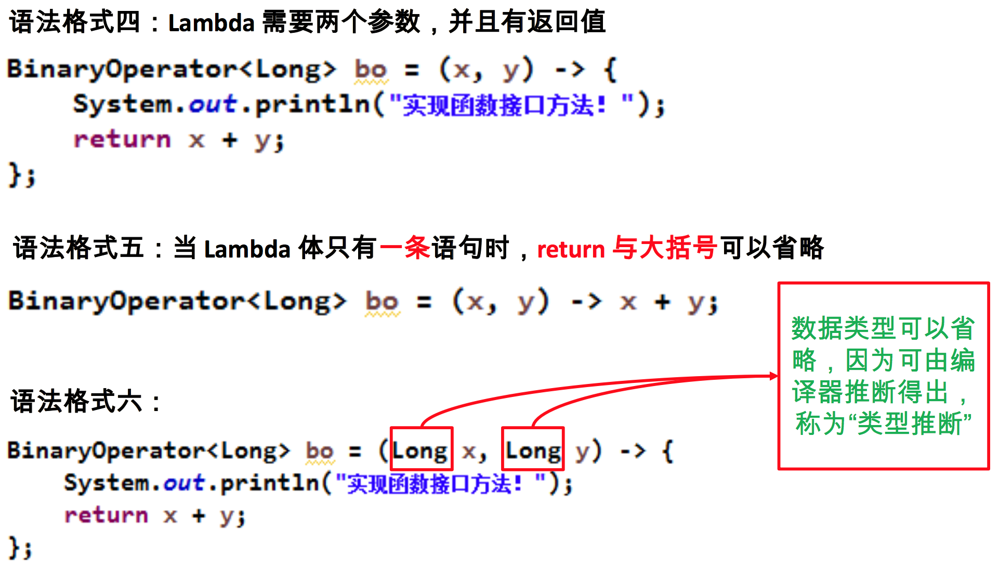 语法格式四：Lambda 需要两个参数，并且有返回值
BinaryOperator<Long> bo = (x, y) -> {
    System.out.println("实现函数接口方法！");
    return x + y;
};
语法格式五：当 Lambda 体只有一条语句时，return 与大括号可以省略
BinaryOperator<Long> bo = (x, y) -> x + y;
数据类型可以省
略，因为可由编
译器推断得出，
称为“类型推断”
语法格式六：
BinaryOperator<Long> bo = (Long x, Long y) -> {
    System.out.println("实现函数接口方法！");
    return x + y;
};